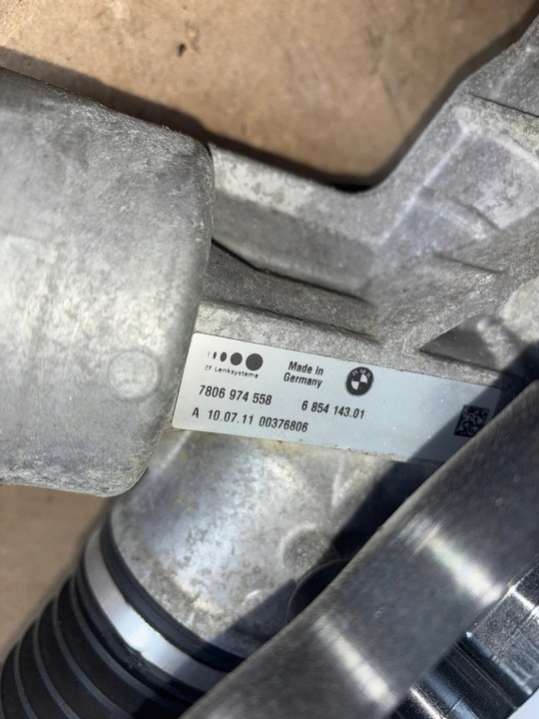 ZF Lenksysteme
Made in
Germany
7806 974 558 6 854 143.01
A 10.07.11 00376806